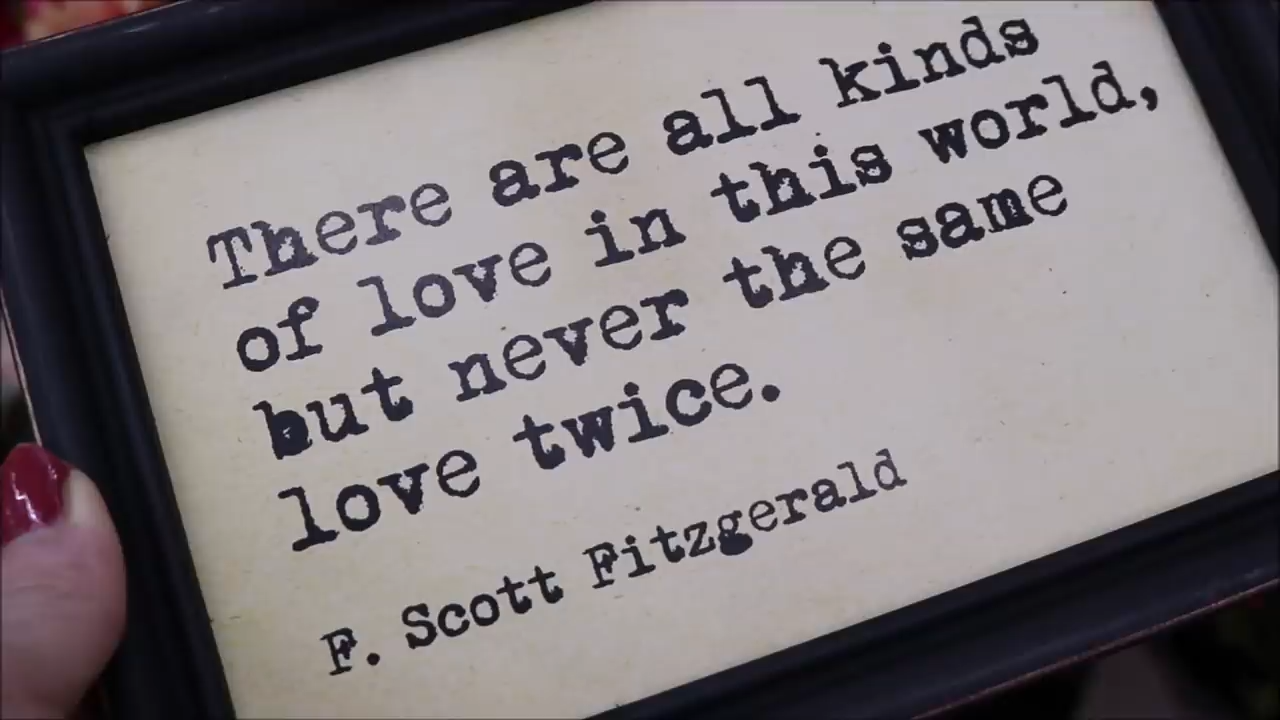 There are all kinds
of love in this world,
but never the same
love twice.
F. Scott Fitzgerald